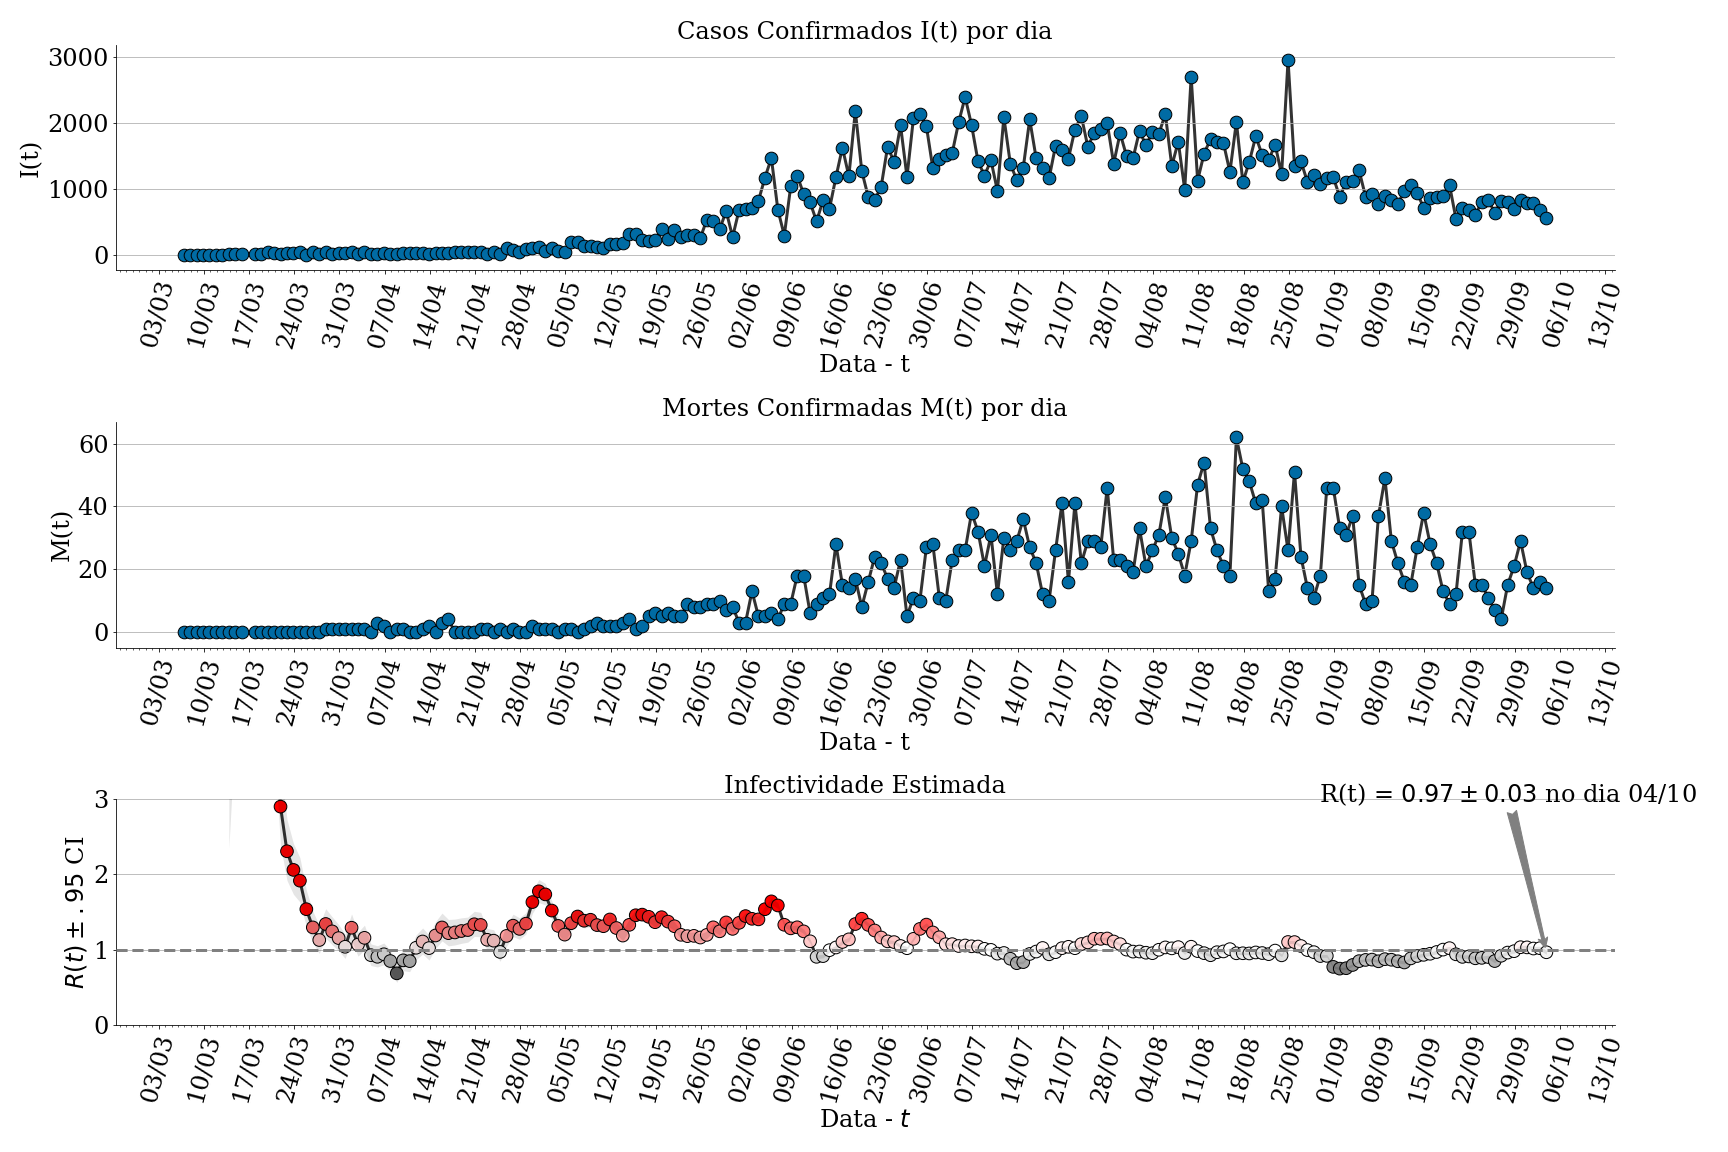 Casos Confirmados I(t) por dia
3000
2000
1000
0
I(t)
03/03 10/03 17/03 24/03 31/03 07/04 14/04 21/04 28/04 05/05 12/05 19/05 26/05 02/06 09/06 16/06 23/06 30/06 07/07 14/07 21/07 28/07 04/08 11/08 18/08 25/08 01/09 08/09 15/09 22/09 29/09 06/10 13/10
Data - t
Mortes Confirmadas M(t) por dia
60
40
20
0
M(t)
03/03 10/03 17/03 24/03 31/03 07/04 14/04 21/04 28/04 05/05 12/05 19/05 26/05 02/06 09/06 16/06 23/06 30/06 07/07 14/07 21/07 28/07 04/08 11/08 18/08 25/08 01/09 08/09 15/09 22/09 29/09 06/10 13/10
Data - t
Infectividade Estimada
R(t) = 0.97 ± 0.03 no dia 04/10
3
2
1
0
R(t) ± .95 CI
03/03 10/03 17/03 24/03 31/03 07/04 14/04 21/04 28/04 05/05 12/05 19/05 26/05 02/06 09/06 16/06 23/06 30/06 07/07 14/07 21/07 28/07 04/08 11/08 18/08 25/08 01/09 08/09 15/09 22/09 29/09 06/10 13/10
Data - t